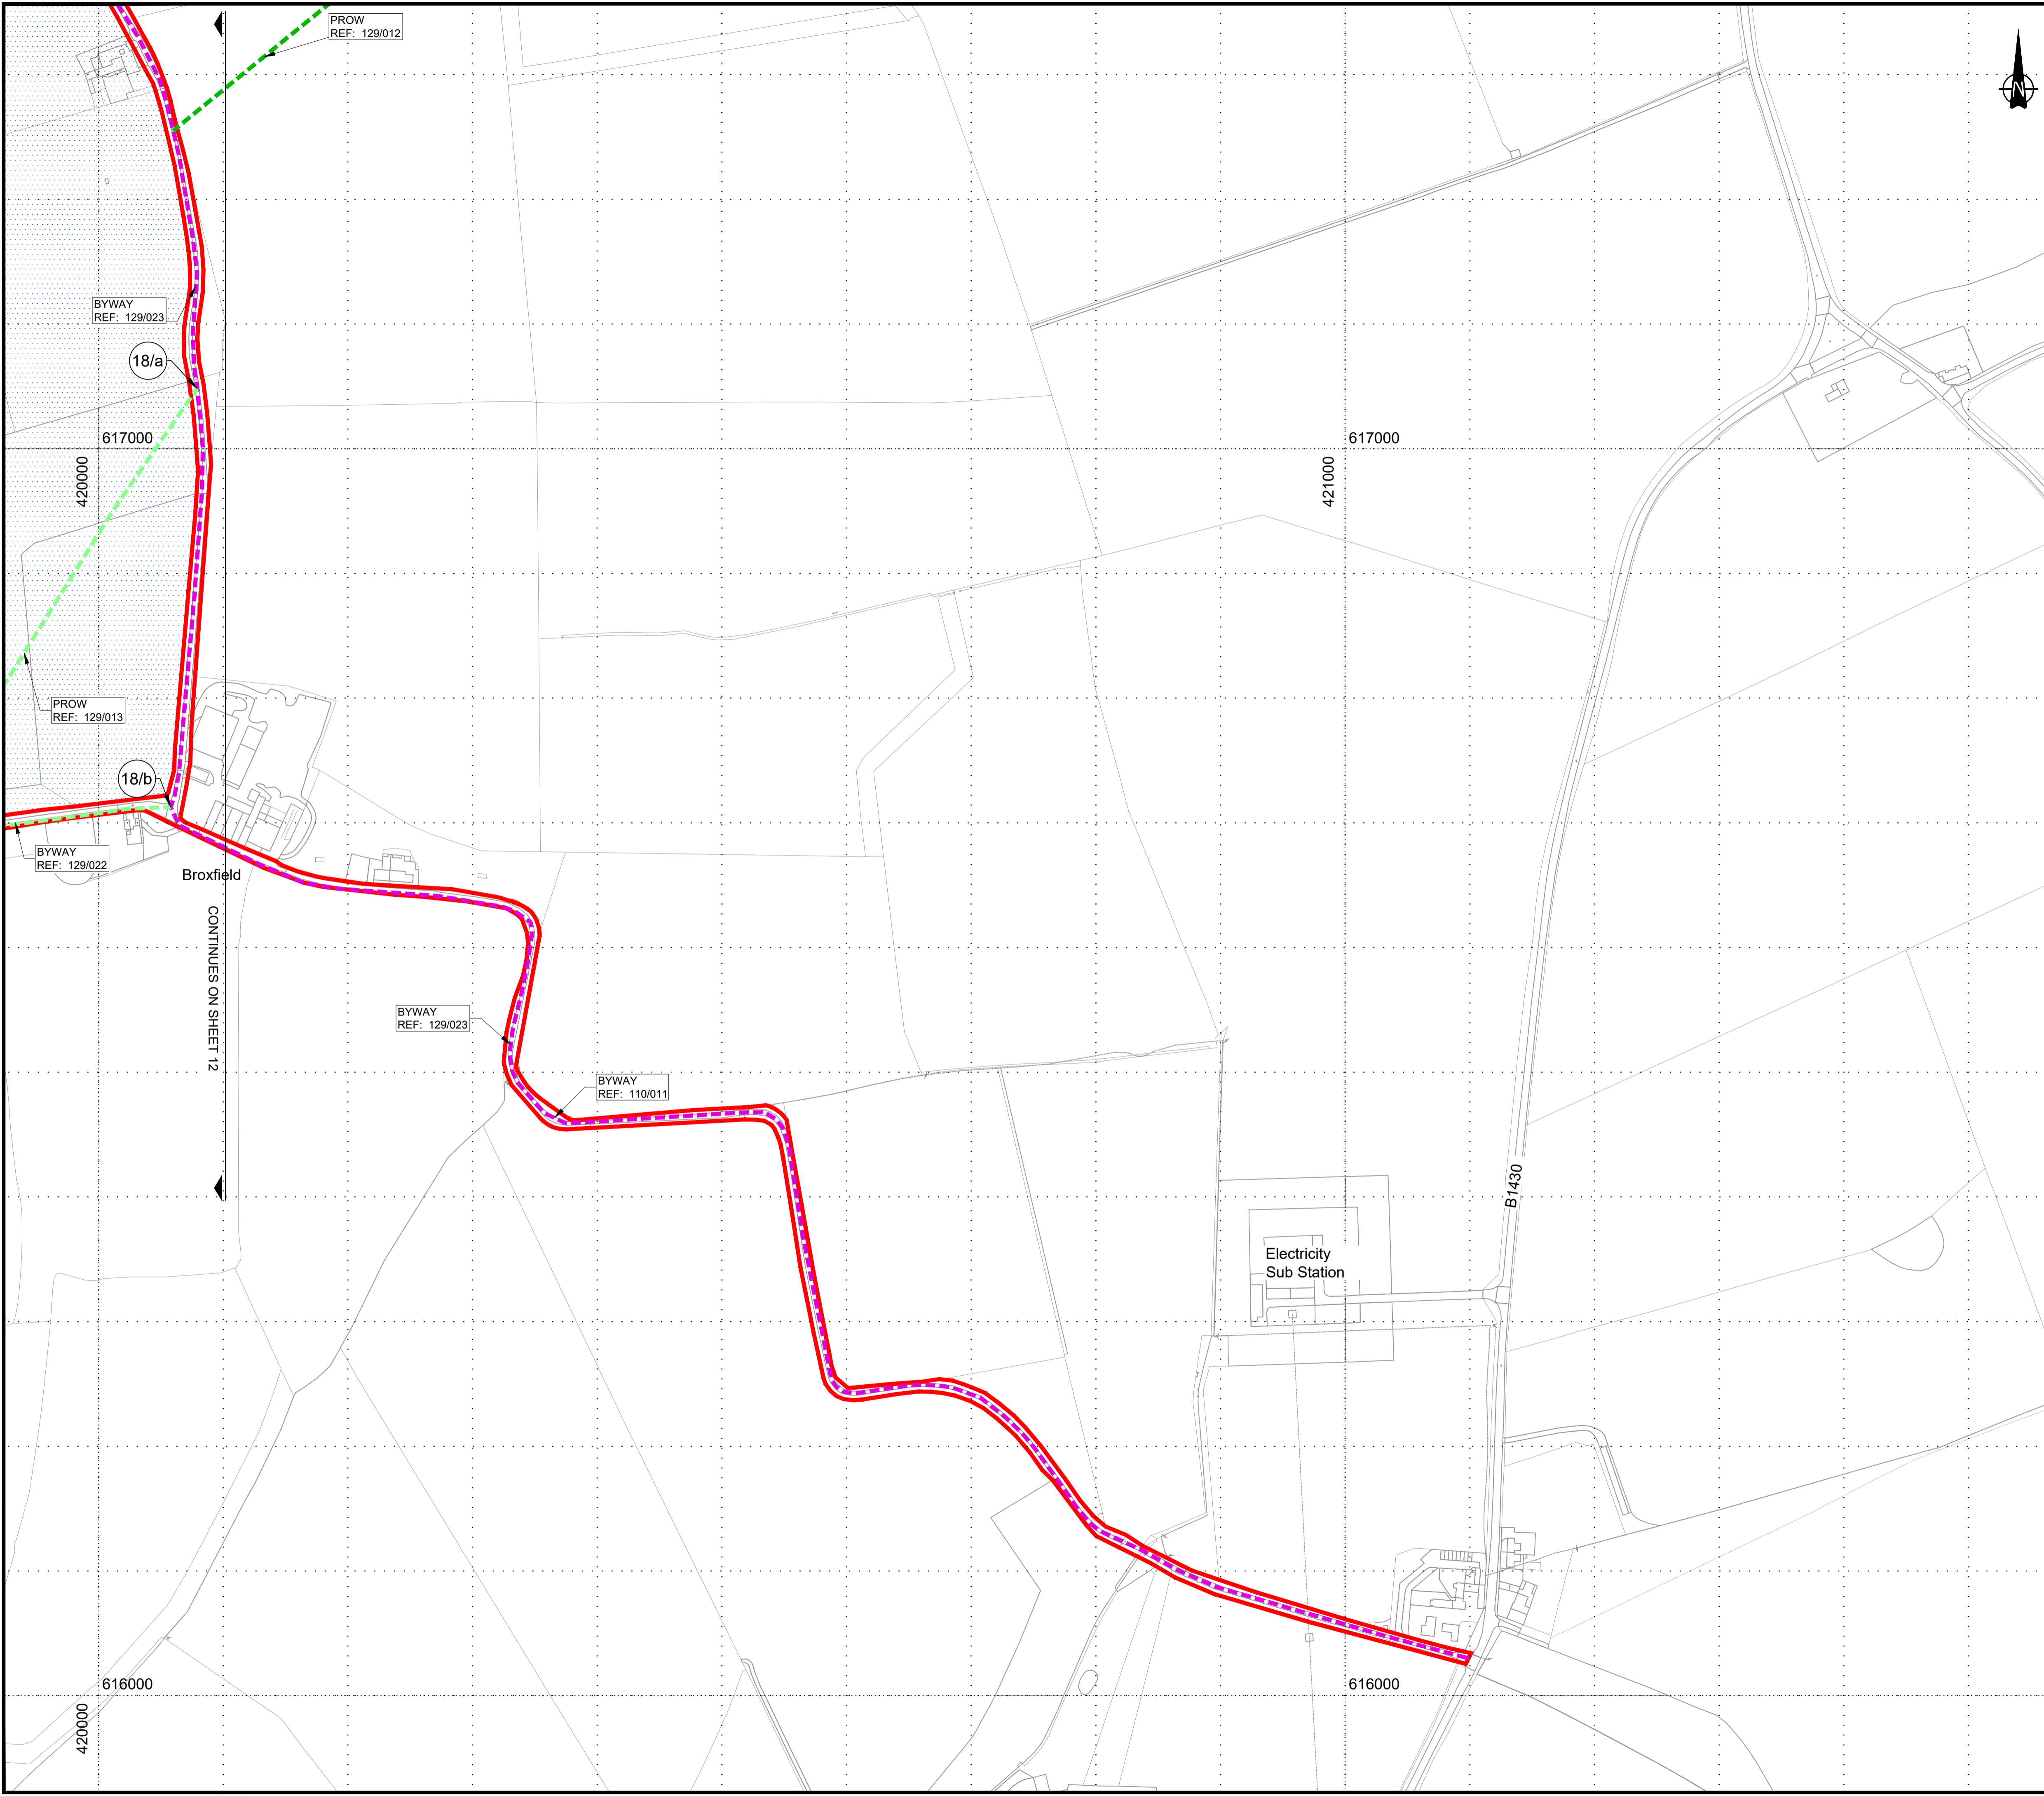 PROW
REF: 129/012
N
BYWAY
REF: 129/023
18/a
617000
617000
420000
421000
PROW
REF: 129/013
18/b
BYWAY
REF: 129/022
Broxfield
CONTINUES ON SHEET 12
BYWAY
REF: 129/023
BYWAY
REF: 110/011
B1430
Electricity
Sub Station
616000
616000
420000